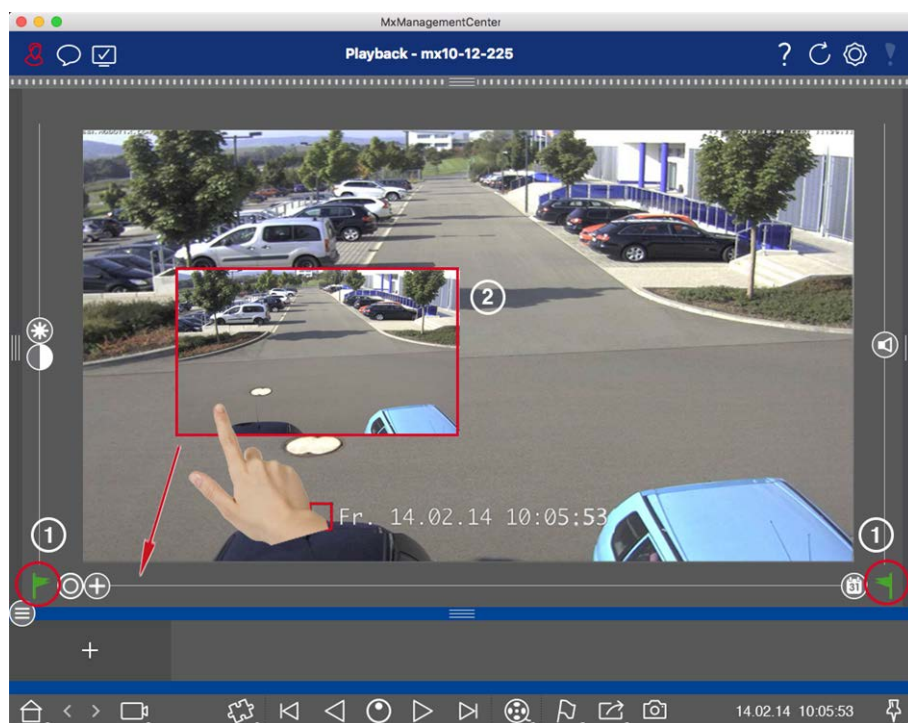 MxManagementCenter
Playback - mx10-12-225
?
2
Fr. 14.02.14 10:05:53
1
1
31
+
14.02.14 10:05:53